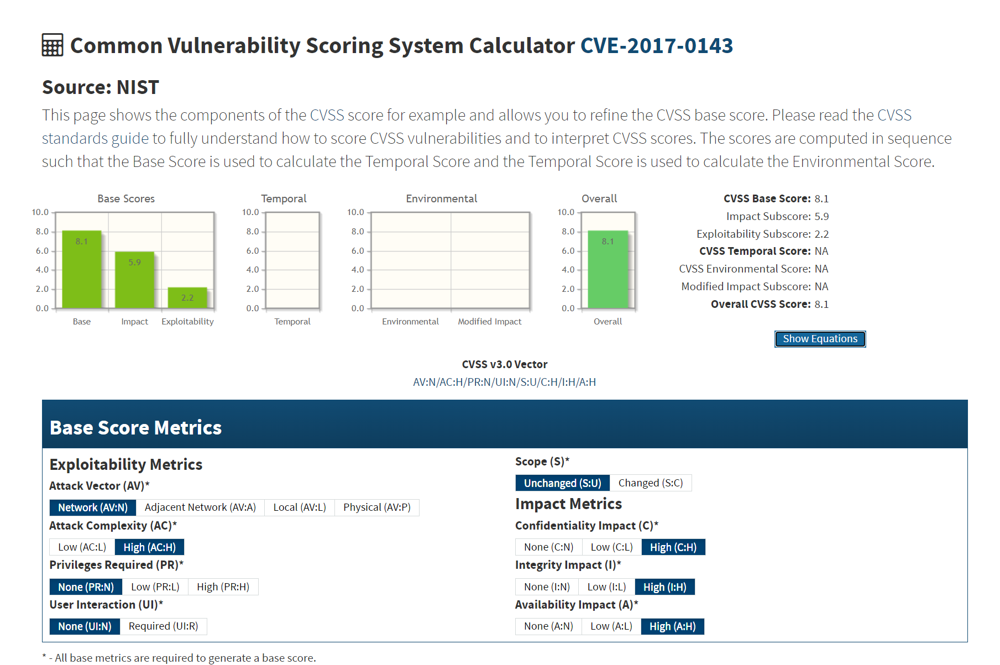 Common Vulnerability Scoring System Calculator CVE-2017-0143
Source: NIST
This page shows the components of the CVSS score for example and allows you to refine the CVSS base score. Please read the CVSS
standards guide to fully understand how to score CVSS vulnerabilities and to interpret CVSS scores. The scores are computed in sequence
such that the Base Score is used to calculate the Temporal Score and the Temporal Score is used to calculate the Environmental Score.
Base Scores
10.0
8.0
6.0
4.0
2.0
0.0
8.1
5.9
2.2
Base Impact Exploitability
Temporal
10.0
8.0
6.0
4.0
2.0
0.0
Temporal
Environmental
10.0
8.0
6.0
4.0
2.0
0.0
Environmental Modified Impact
Overall
10.0
8.0
6.0
4.0
2.0
0.0
8.1
Overall
CVSS Base Score: 8.1
Impact Subscore: 5.9
Exploitability Subscore: 2.2
CVSS Temporal Score: NA
CVSS Environmental Score: NA
Modified Impact Subscore: NA
Overall CVSS Score: 8.1
Show Equations
CVSS v3.0 Vector
AV:N/AC:H/PR:N/UI:N/S:U/C:H/I:H/A:H
Base Score Metrics
Exploitability Metrics
Attack Vector (AV)*
Network (AV:N) Adjacent Network (AV:A) Local (AV:L) Physical (AV:P)
Attack Complexity (AC)*
Low (AC:L) High (AC:H)
Privileges Required (PR)*
None (PR:N) Low (PR:L) High (PR:H)
User Interaction (UI)*
None (UI:N) Required (UI:R)
Scope (S)*
Unchanged (S:U) Changed (S:C)
Impact Metrics
Confidentiality Impact (C)*
None (C:N) Low (C:L) High (C:H)
Integrity Impact (I)*
None (I:N) Low (I:L) High (I:H)
Availability Impact (A)*
None (A:N) Low (A:L) High (A:H)
* - All base metrics are required to generate a base score.